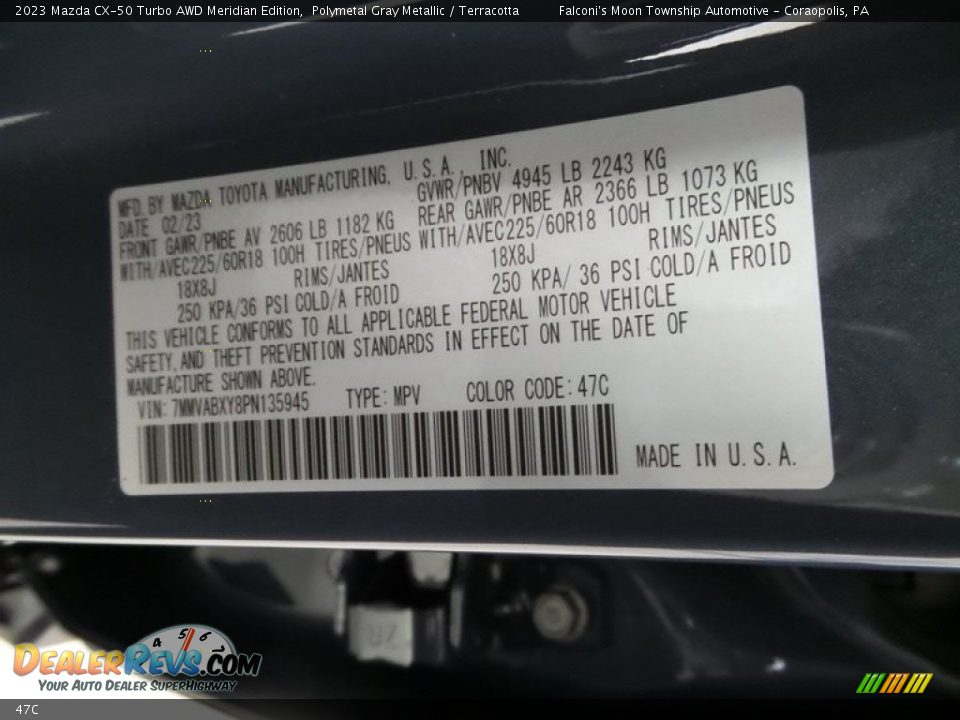 2023 Mazda CX-50 Turbo AWD Meridian Edition, Polymetal Gray Metallic / Terracotta Falconi's Moon Township Automotive - Coraopolis, PA
MFD. BY MAZDA TOYOTA MANUFACTURING, U.S.A., INC.
DATE 02/23 GVWR/PNBV 4945 LB 2243 KG
FRONT GAWR/PNBE AV 2606 LB 1182 KG REAR GAWR/PNBE AR 2366 LB 1073 KG
WITH/AVEC225/60R18 100H TIRES/PNEUS WITH/AVEC225/60R18 100H TIRES/PNEUS
18X8J RIMS/JANTES 18X8J RIMS/JANTES
250 KPA/36 PSI COLD/A FROID 250 KPA/ 36 PSI COLD/A FROID
THIS VEHICLE CONFORMS TO ALL APPLICABLE FEDERAL MOTOR VEHICLE
SAFETY, AND THEFT PREVENTION STANDARDS IN EFFECT ON THE DATE OF
MANUFACTURE SHOWN ABOVE.
VIN: 7MMVABXY8PN135945 TYPE: MPV COLOR CODE: 47C
MADE IN U.S.A.
4 5 6
DealerRevs.com
Your Auto Dealer SuperHighway
47C